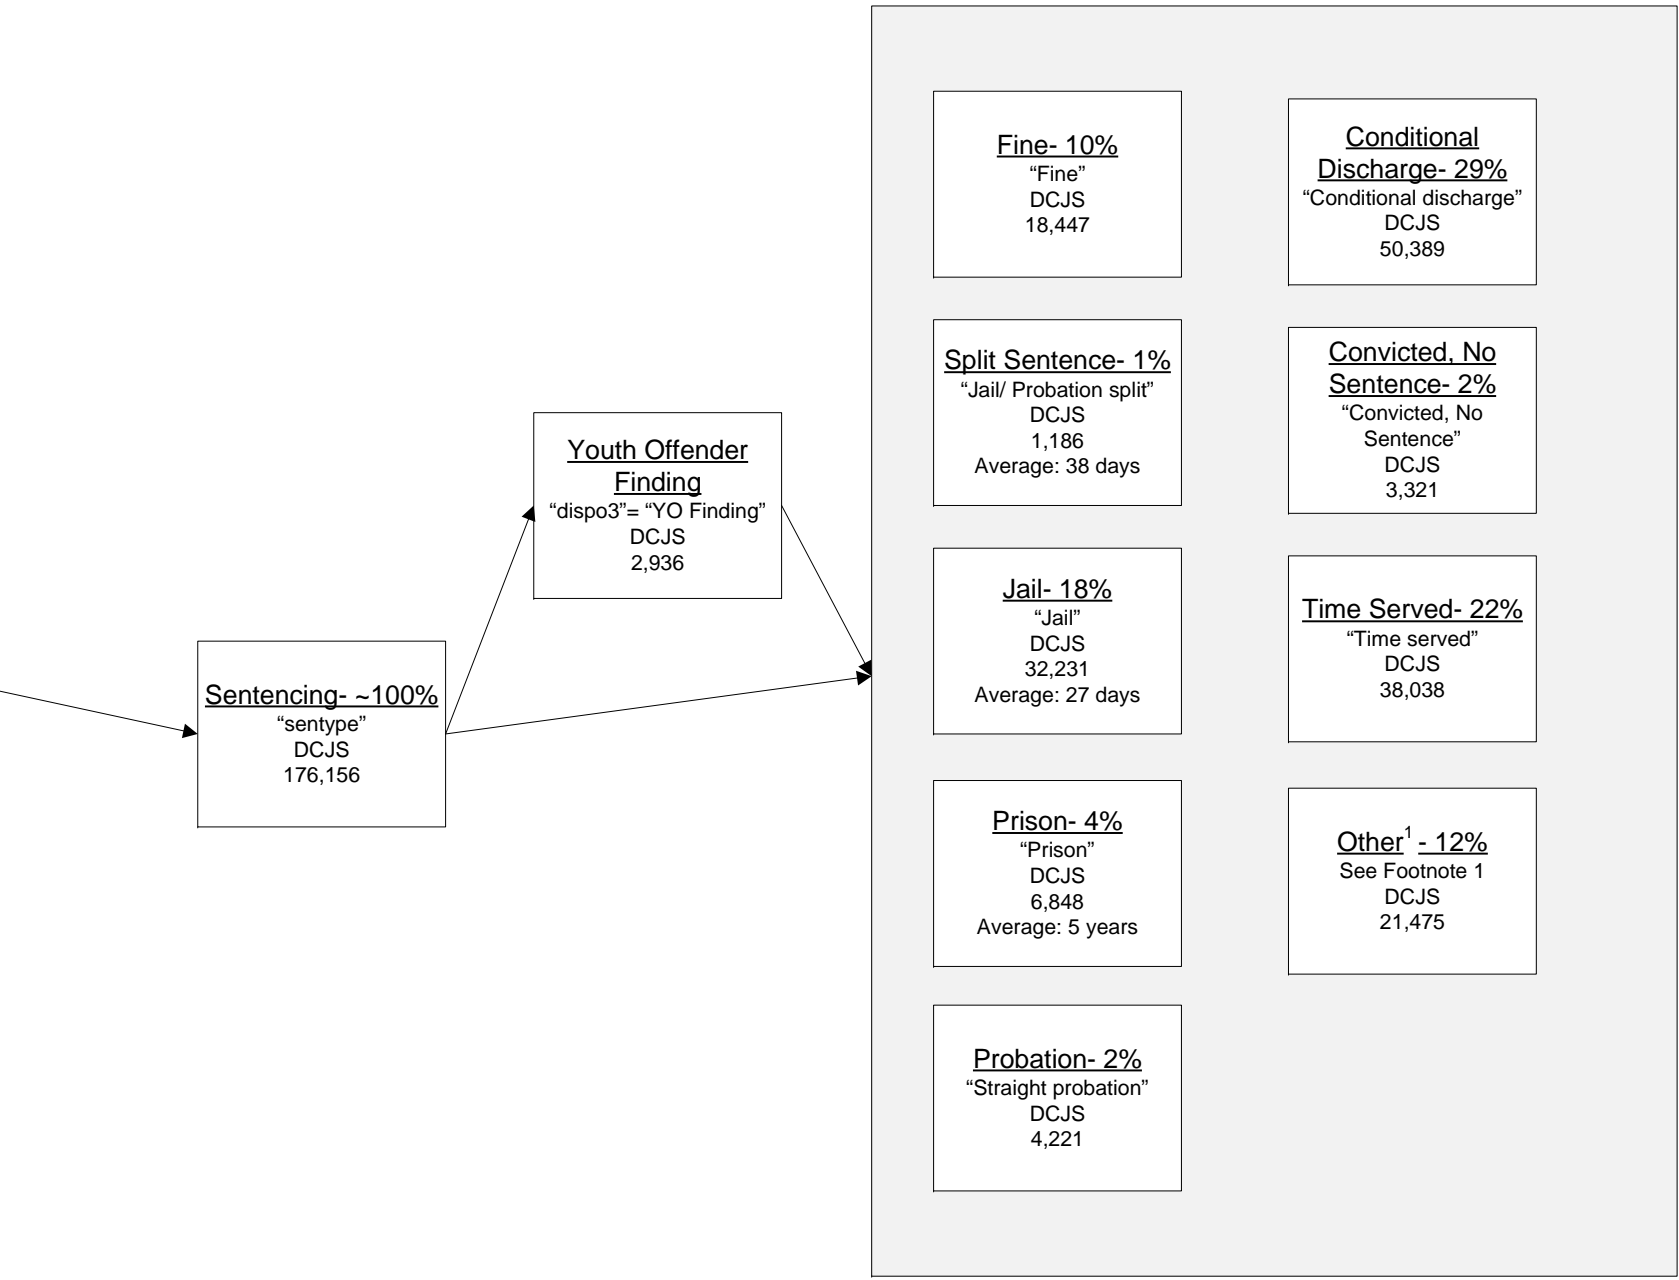 Sentencing- ~100%
“sentype”
DCJS
176,156
Youth Offender
Finding
“dispo3”= “YO Finding”
DCJS
2,936
Fine- 10%
“Fine”
DCJS
18,447
Split Sentence- 1%
“Jail/ Probation split”
DCJS
1,186
Average: 38 days
Jail- 18%
“Jail”
DCJS
32,231
Average: 27 days
Prison- 4%
“Prison”
DCJS
6,848
Average: 5 years
Probation- 2%
“Straight probation”
DCJS
4,221
Conditional
Discharge- 29%
“Conditional discharge”
DCJS
50,389
Convicted, No
Sentence- 2%
“Convicted, No
Sentence”
DCJS
3,321
Time Served- 22%
“Time served”
DCJS
38,038
Other1 - 12%
See Footnote 1
DCJS
21,475